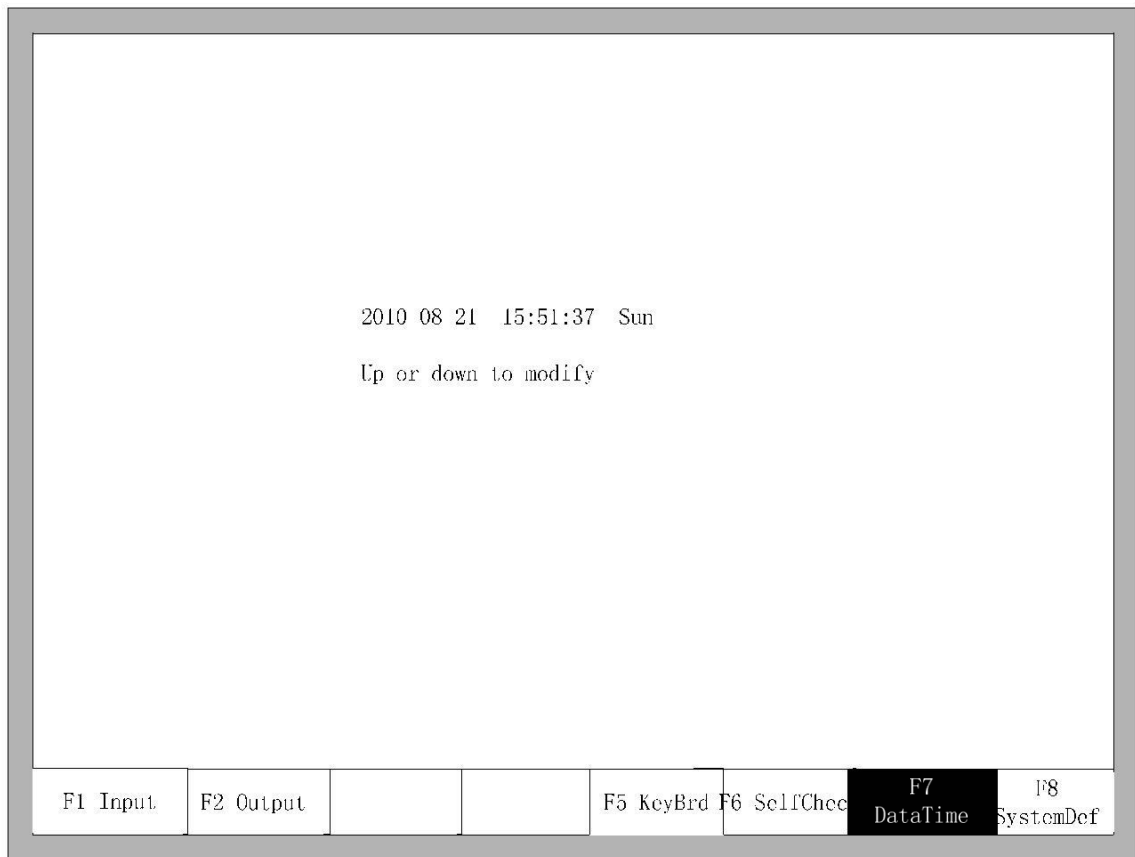 2010 08 21 15:51:37 Sun
Up or down to modify
F1 Input F2 Output F5 KeyBrd F6 SelfChec F7 DataTime F8 SystemDef